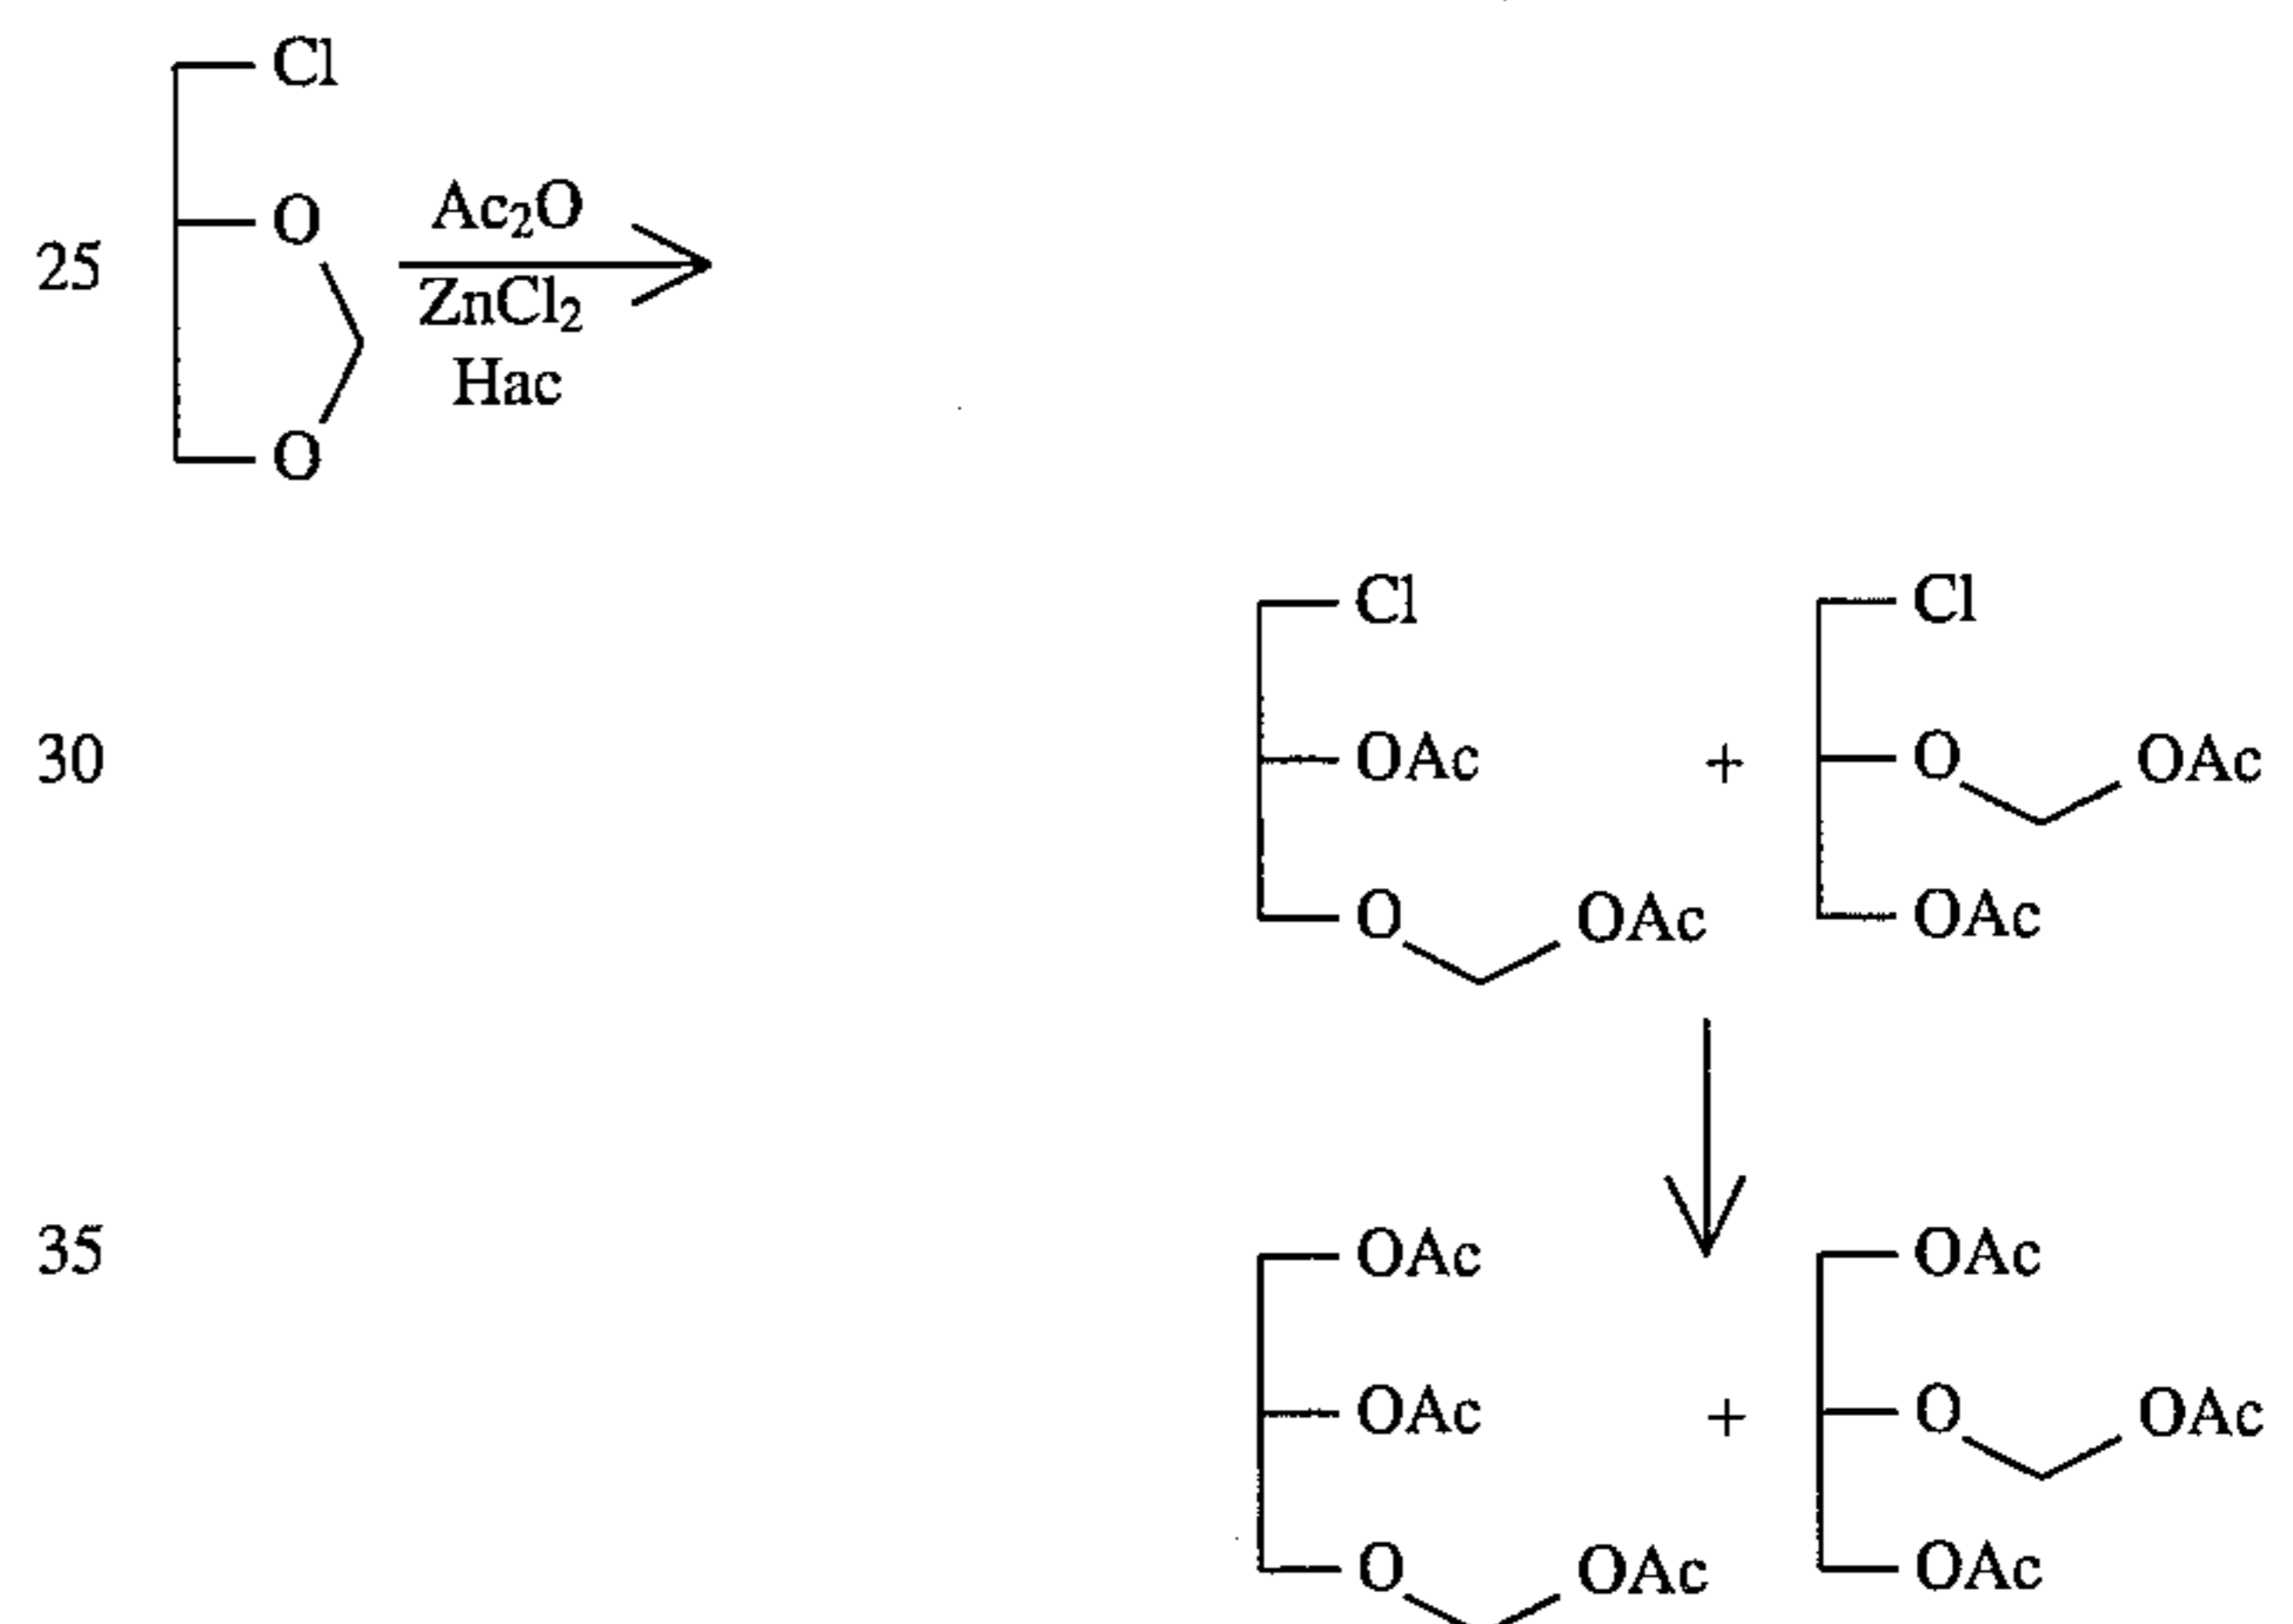 Cl
O
Ac2O
25
ZnCl2
Hac
O
Cl Cl
30 OAc + O OAc
O OAc OAc
35 OAc OAc
OAc + O OAc
O OAc OAc